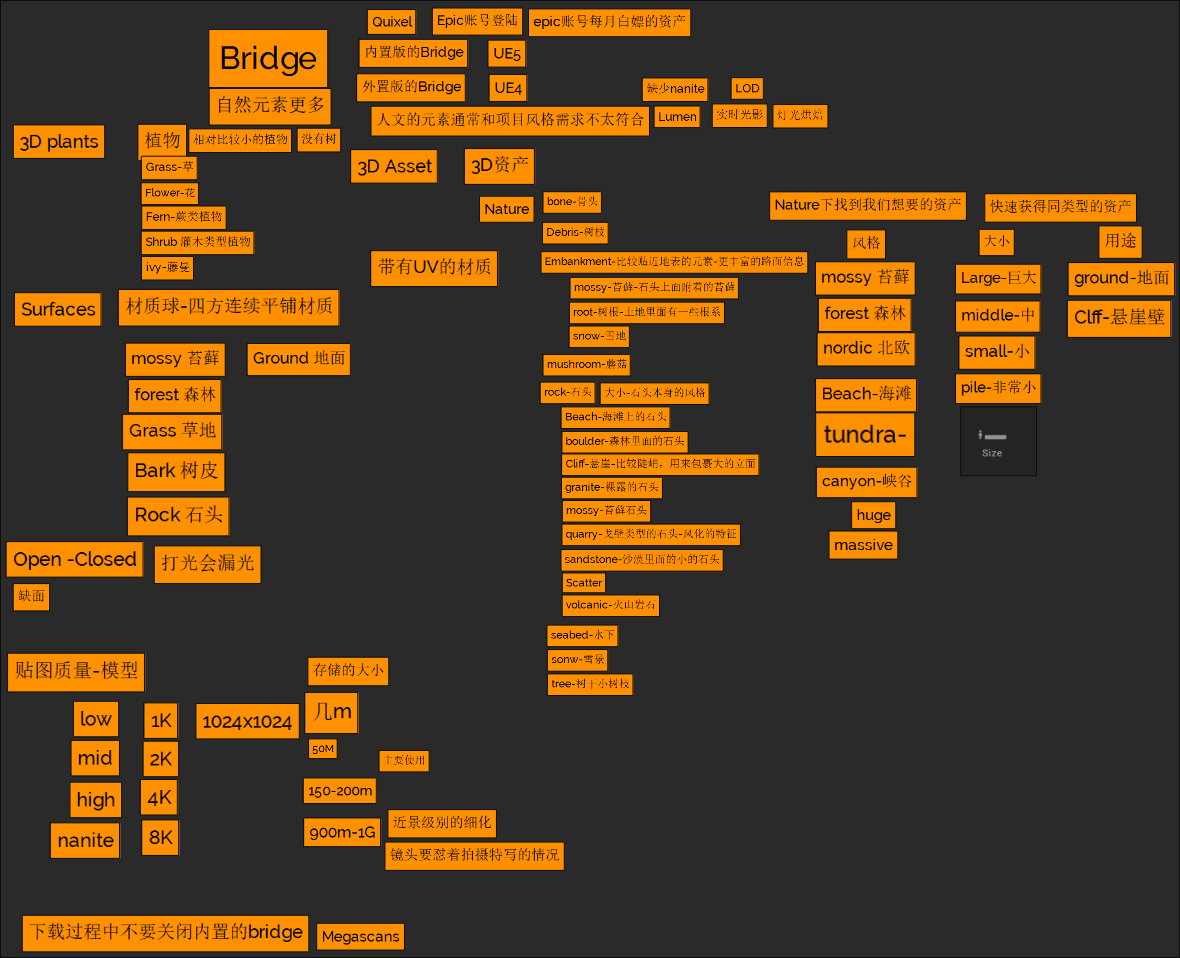 Quixel
Epic账号登陆
epic账号每月白嫖的资产
Bridge
内置版的Bridge
UE5
外置版的Bridge
UE4
缺少nanite
LOD
自然元素更多
人文的元素通常和项目风格需求不太符合
Lumen
实时光影
灯光烘焙
3D plants
植物
相对比较小的植物
没有树
Grass-草
Flower-花
Fern-蕨类植物
Shrub 灌木类型植物
ivy-藤蔓
3D Asset
3D资产
Nature
bone-骨头
Debris-树枝
带有UV的材质
Embankment-比较贴近地表的元素-更丰富的路面信息
mossy-苔藓-石头上面附着的苔藓
root-树根-土地里面有一些根系
snow-雪地
mushroom-蘑菇
rock-石头
大小-石头本身的风格
Beach-海滩上的石头
boulder-森林里面的石头
Cliff-悬崖-比较陡峭，用来包裹大的立面
granite-裸露的石头
mossy-苔藓石头
quarry-戈壁类型的石头-风化的特征
sandstone-沙漠里面的小的石头
Scatter
volcanic-火山岩石
seabed-水下
sonw-雪景
tree-树干小树枝
Nature下找到我们想要的资产
快速获得同类型的资产
风格
大小
用途
mossy 苔藓
forest 森林
nordic 北欧
Beach-海滩
tundra-
canyon-峡谷
huge
massive
Large-巨大
middle-中
small-小
pile-非常小
Size
ground-地面
Clff-悬崖壁
Surfaces
材质球-四方连续平铺材质
mossy 苔藓
Ground 地面
forest 森林
Grass 草地
Bark 树皮
Rock 石头
Open -Closed
打光会漏光
缺面
贴图质量-模型
存储的大小
low
1K
1024x1024
几m
mid
2K
50M
主要使用
high
4K
150-200m
nanite
8K
900m-1G
近景级别的细化
镜头要怼着拍摄特写的情况
下载过程中不要关闭内置的bridge
Megascans